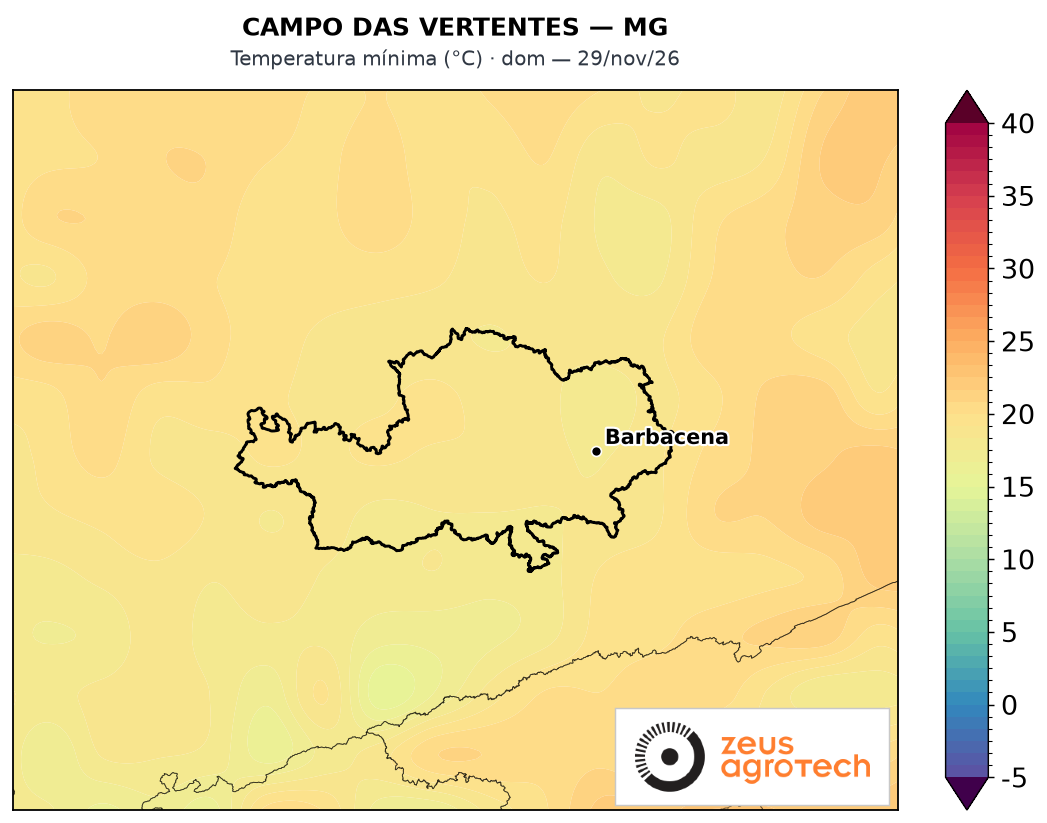 CAMPO DAS VERTENTES — MG
Temperatura mínima (°C) · dom — 29/nov/26
40
35
30
25
20
15
10
5
0
-5
Barbacena
zeus
agrotech